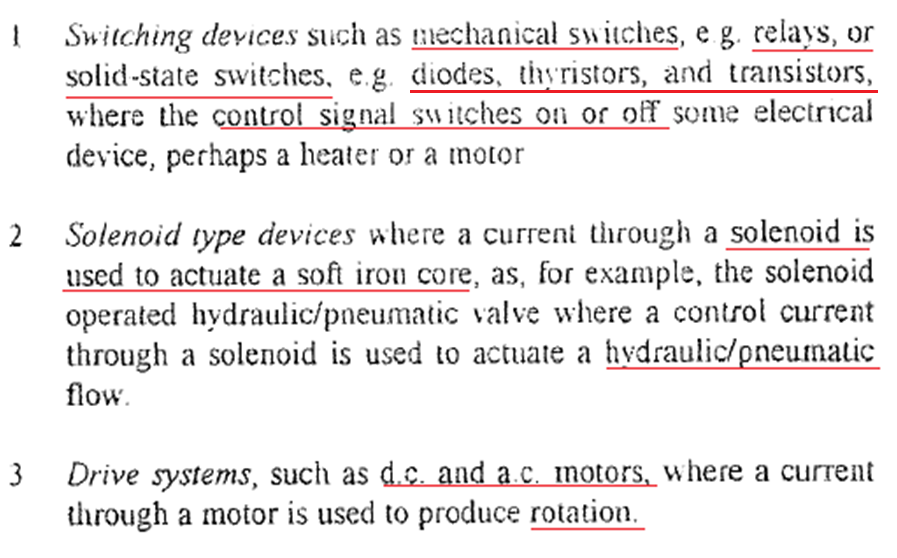 1 Switching devices such as mechanical switches, e.g. relays, or
solid-state switches, e.g. diodes, thyristors, and transistors,
where the control signal switches on or off some electrical
device, perhaps a heater or a motor
2 Solenoid type devices where a current through a solenoid is
used to actuate a soft iron core, as, for example, the solenoid
operated hydraulic/pneumatic valve where a control current
through a solenoid is used to actuate a hydraulic/pneumatic
flow.
3 Drive systems, such as d.c. and a.c. motors, where a current
through a motor is used to produce rotation.